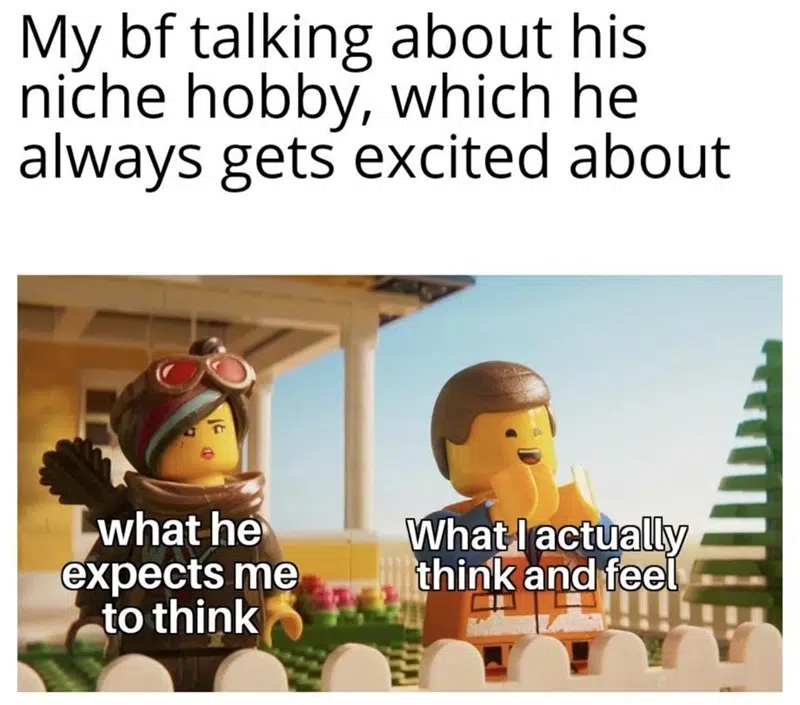 My bf talking about his
niche hobby, which he
always gets excited about
what he
expects me
to think
What I actually
think and feel